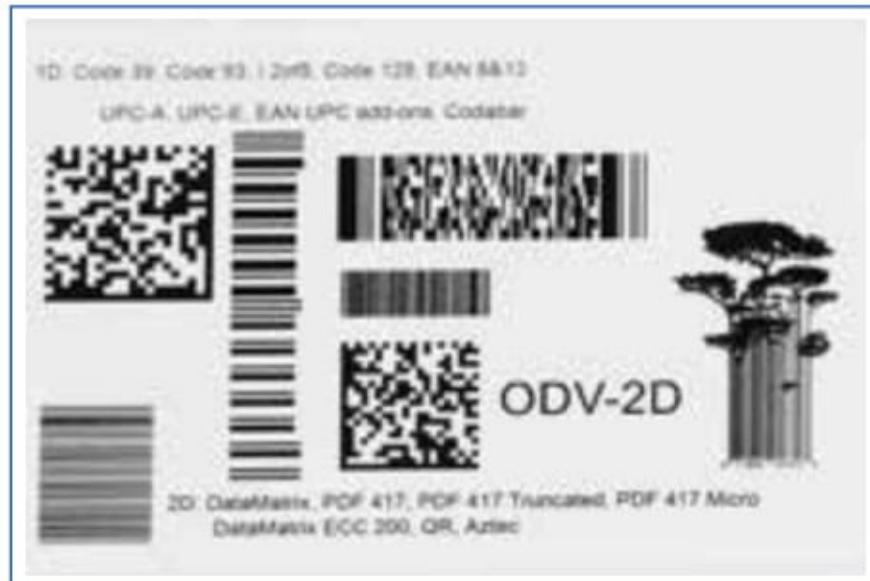 1D: Code 39, Code 93, I 2of5, Code 128, EAN 8&13
UPC-A, UPC-E, EAN UPC add-ons, Codabar
ODV-2D
2D: DataMatrix, PDF 417, PDF 417 Truncated, PDF 417 Micro
DataMatrix ECC 200, QR, Aztec